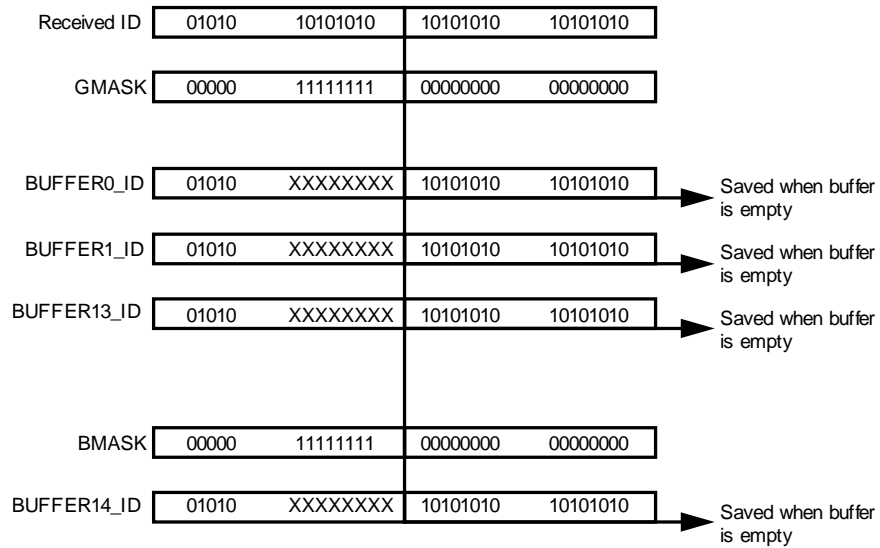 Received ID 01010 10101010 10101010 10101010
GMASK 00000 11111111 00000000 00000000
BUFFER0_ID 01010 XXXXXXXX 10101010 10101010 Saved when buffer
is empty
BUFFER1_ID 01010 XXXXXXXX 10101010 10101010 Saved when buffer
is empty
BUFFER13_ID 01010 XXXXXXXX 10101010 10101010 Saved when buffer
is empty
BMASK 00000 11111111 00000000 00000000
BUFFER14_ID 01010 XXXXXXXX 10101010 10101010 Saved when buffer
is empty